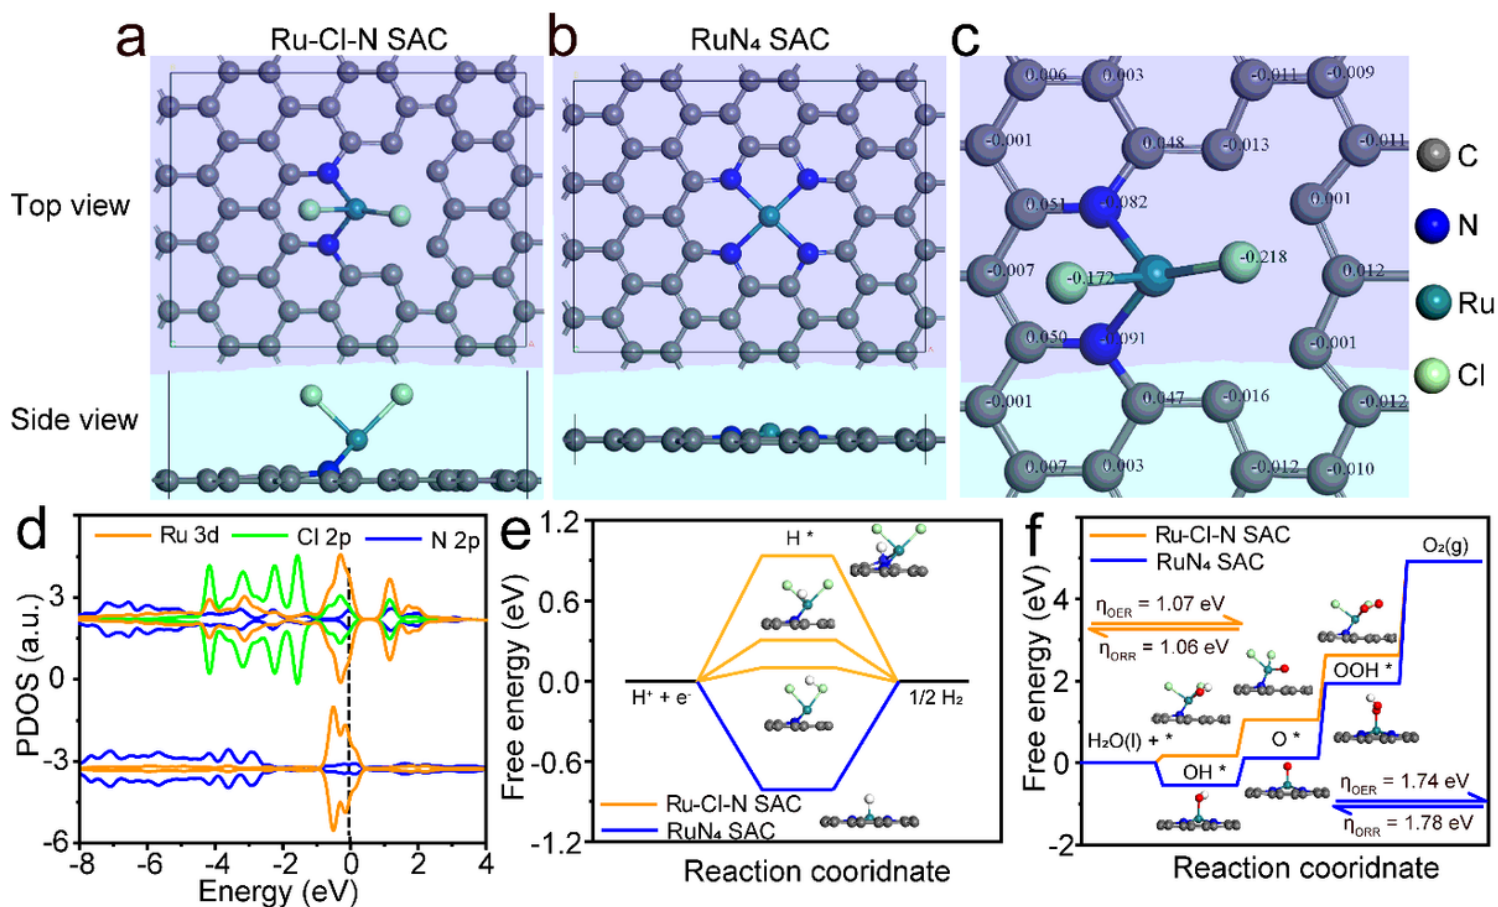 a
Ru-Cl-N SAC
b
RuN₄ SAC
c
Top view
Side view
0.006
0.003
-0.011
-0.009
-0.001
0.048
-0.013
-0.011
0.051
-0.082
0.001
-0.007
-0.172
-0.218
0.012
0.050
-0.091
-0.001
-0.001
0.047
-0.016
-0.012
0.007
0.003
-0.012
-0.010
C
N
Ru
Cl
d
Ru 3d
Cl 2p
N 2p
PDOS (a.u.)
3
0
-3
-6
-8
-6
-4
-2
0
2
4
Energy (eV)
e
Free energy (eV)
1.2
0.6
0.0
-0.6
-1.2
H *
H⁺ + e⁻
1/2 H₂
Ru-Cl-N SAC
RuN₄ SAC
Reaction cooridnate
f
Free energy (eV)
4
2
0
-2
Ru-Cl-N SAC
RuN₄ SAC
O₂(g)
ηOER = 1.07 eV
ηORR = 1.06 eV
OOH *
H₂O(l) + *
O *
OH *
ηOER = 1.74 eV
ηORR = 1.78 eV
Reaction cooridnate